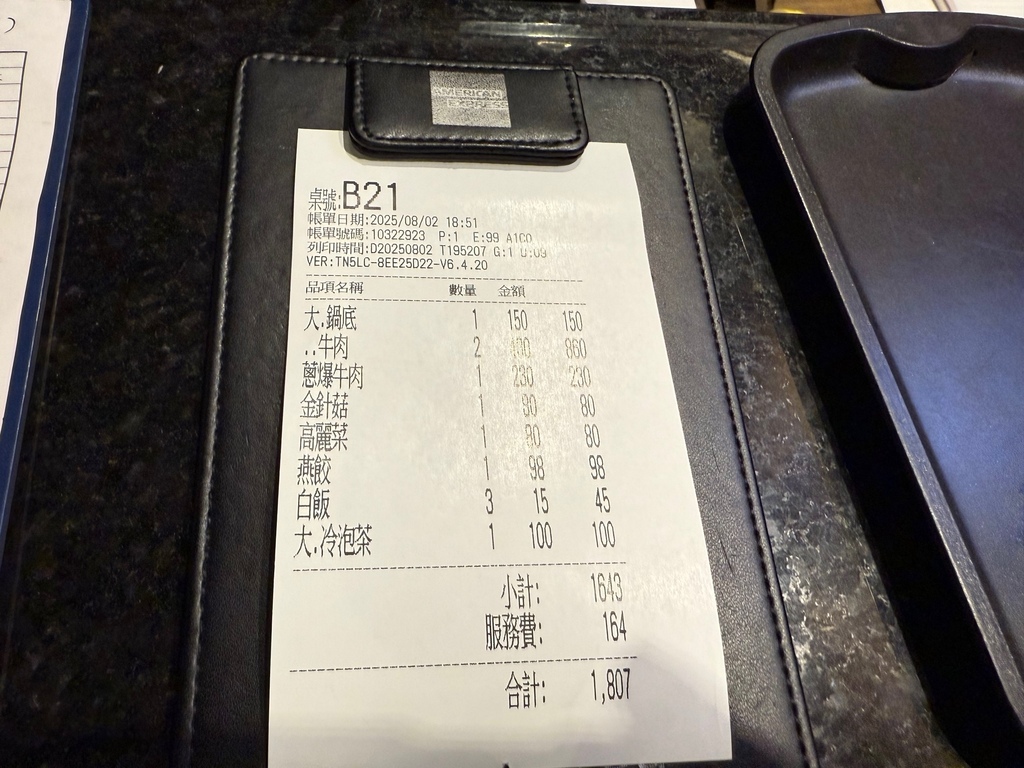 AMERICAN
EXPRESS
桌號:B21
帳單日期:2025/08/02 18:51
帳單號碼:10322923 P:1 E:99 A1CO
列印時間:D20250802 T195207 G:1 U:09
VER:TN5LC-8EE25D22-V6.4.20
品項名稱 數量 金額
大.鍋底 1 150 150
..牛肉 2 430 860
蔥爆牛肉 1 230 230
金針菇 1 80 80
高麗菜 1 80 80
燕餃 1 98 98
白飯 3 15 45
大.冷泡茶 1 100 100
小計: 1643
服務費: 164
合計: 1,807